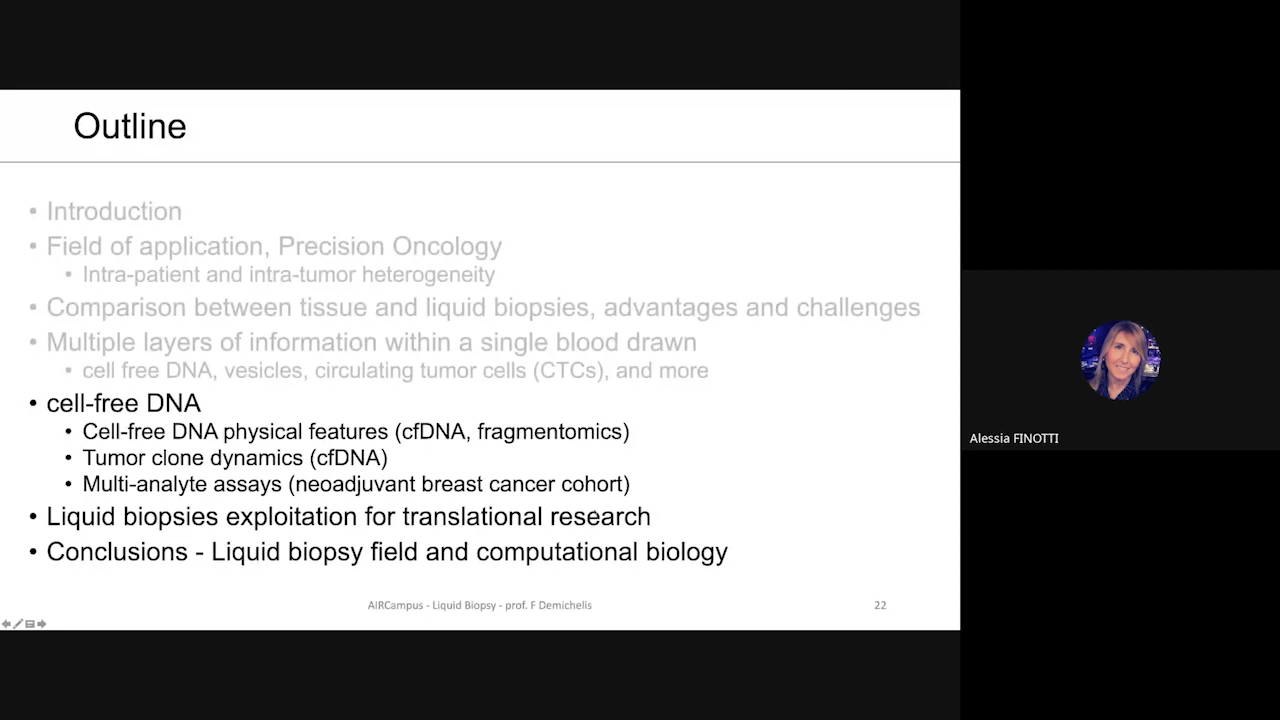 Outline
• Introduction
• Field of application, Precision Oncology
• Intra-patient and intra-tumor heterogeneity
• Comparison between tissue and liquid biopsies, advantages and challenges
• Multiple layers of information within a single blood drawn
• cell free DNA, vesicles, circulating tumor cells (CTCs), and more
• cell-free DNA
• Cell-free DNA physical features (cfDNA, fragmentomics)
• Tumor clone dynamics (cfDNA)
• Multi-analyte assays (neoadjuvant breast cancer cohort)
• Liquid biopsies exploitation for translational research
• Conclusions - Liquid biopsy field and computational biology
AIRCampus - Liquid Biopsy - prof. F Demichelis
22
Alessia FINOTTI